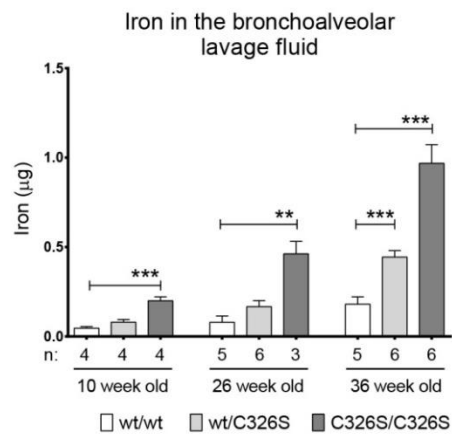 Iron in the bronchoalveolar
lavage fluid
Iron (µg)
1.5
1.0
0.5
0.0
***
**
***
***
n: 4 4 4 5 6 3 5 6 6
10 week old 26 week old 36 week old
wt/wt wt/C326S C326S/C326S